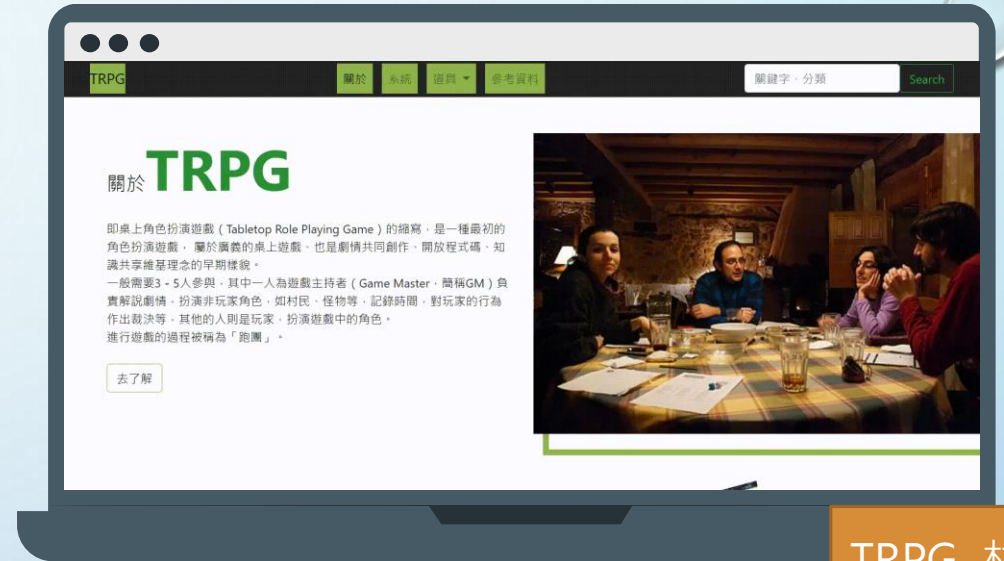 TRPG
關於
系統
道具
參考資料
關鍵字、分類
Search
關於TRPG
即桌上角色扮演遊戲(Tabletop Role Playing Game)的縮寫，是一種最初的
角色扮演遊戲， 屬於廣義的桌上遊戲、也是劇情共同創作、開放程式碼、知
識共享維基理念的早期樣貌。
一般需要3 - 5人參與，其中一人為遊戲主持者(Game Master，簡稱GM)負
責解說劇情，扮演非玩家角色，如村民、怪物等，記錄時間，對玩家的行為
作出裁決等，其他的人則是玩家，扮演遊戲中的角色。
進行遊戲的過程被稱為「跑團」。
去了解
TRPG